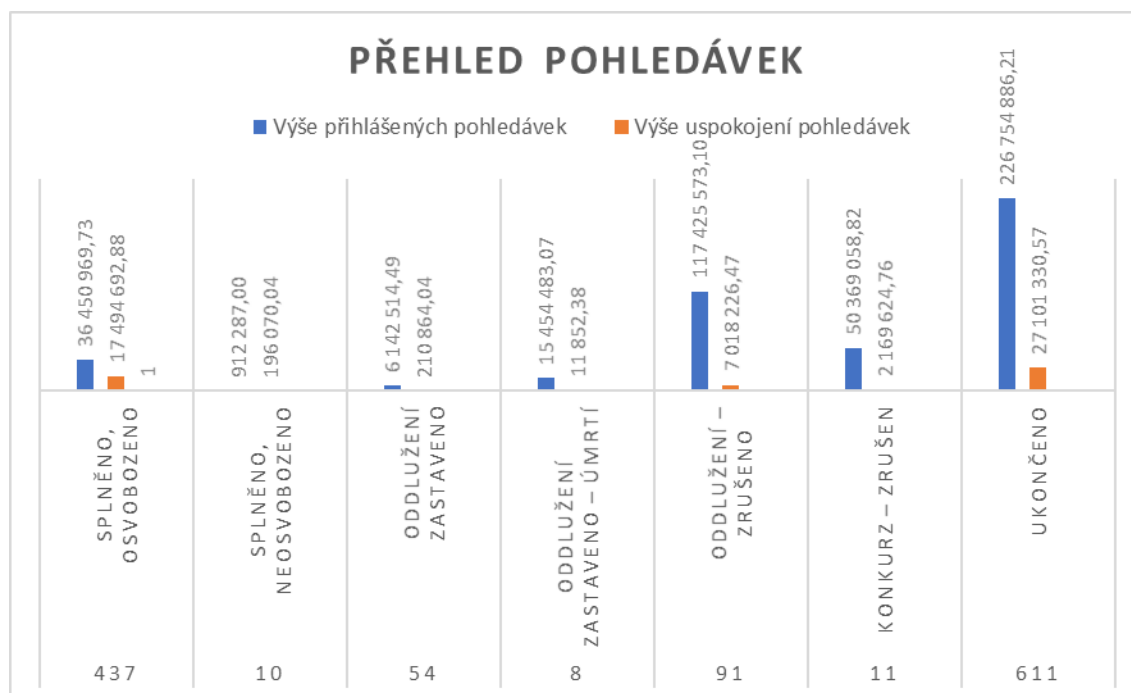 PŘEHLED POHLEDÁVEK
Výše přihlášených pohledávek
Výše uspokojení pohledávek
36 450 969,73
17 494 692,88
1
912 287,00
196 070,04
6 142 514,49
210 864,04
15 454 483,07
11 852,38
117 425 573,10
7 018 226,47
50 369 058,82
2 169 624,76
226 754 886,21
27 101 330,57
SPLNĚNO,
OSVOBOZENO
SPLNĚNO,
NEOSVOBOZENO
ODDLUŽENÍ
ZASTAVENO
ODDLUŽENÍ
ZASTAVENO – ÚMRTÍ
ODDLUŽENÍ –
ZRUŠENO
KONKURZ – ZRUŠEN
UKONČENO
437
10
54
8
91
11
611